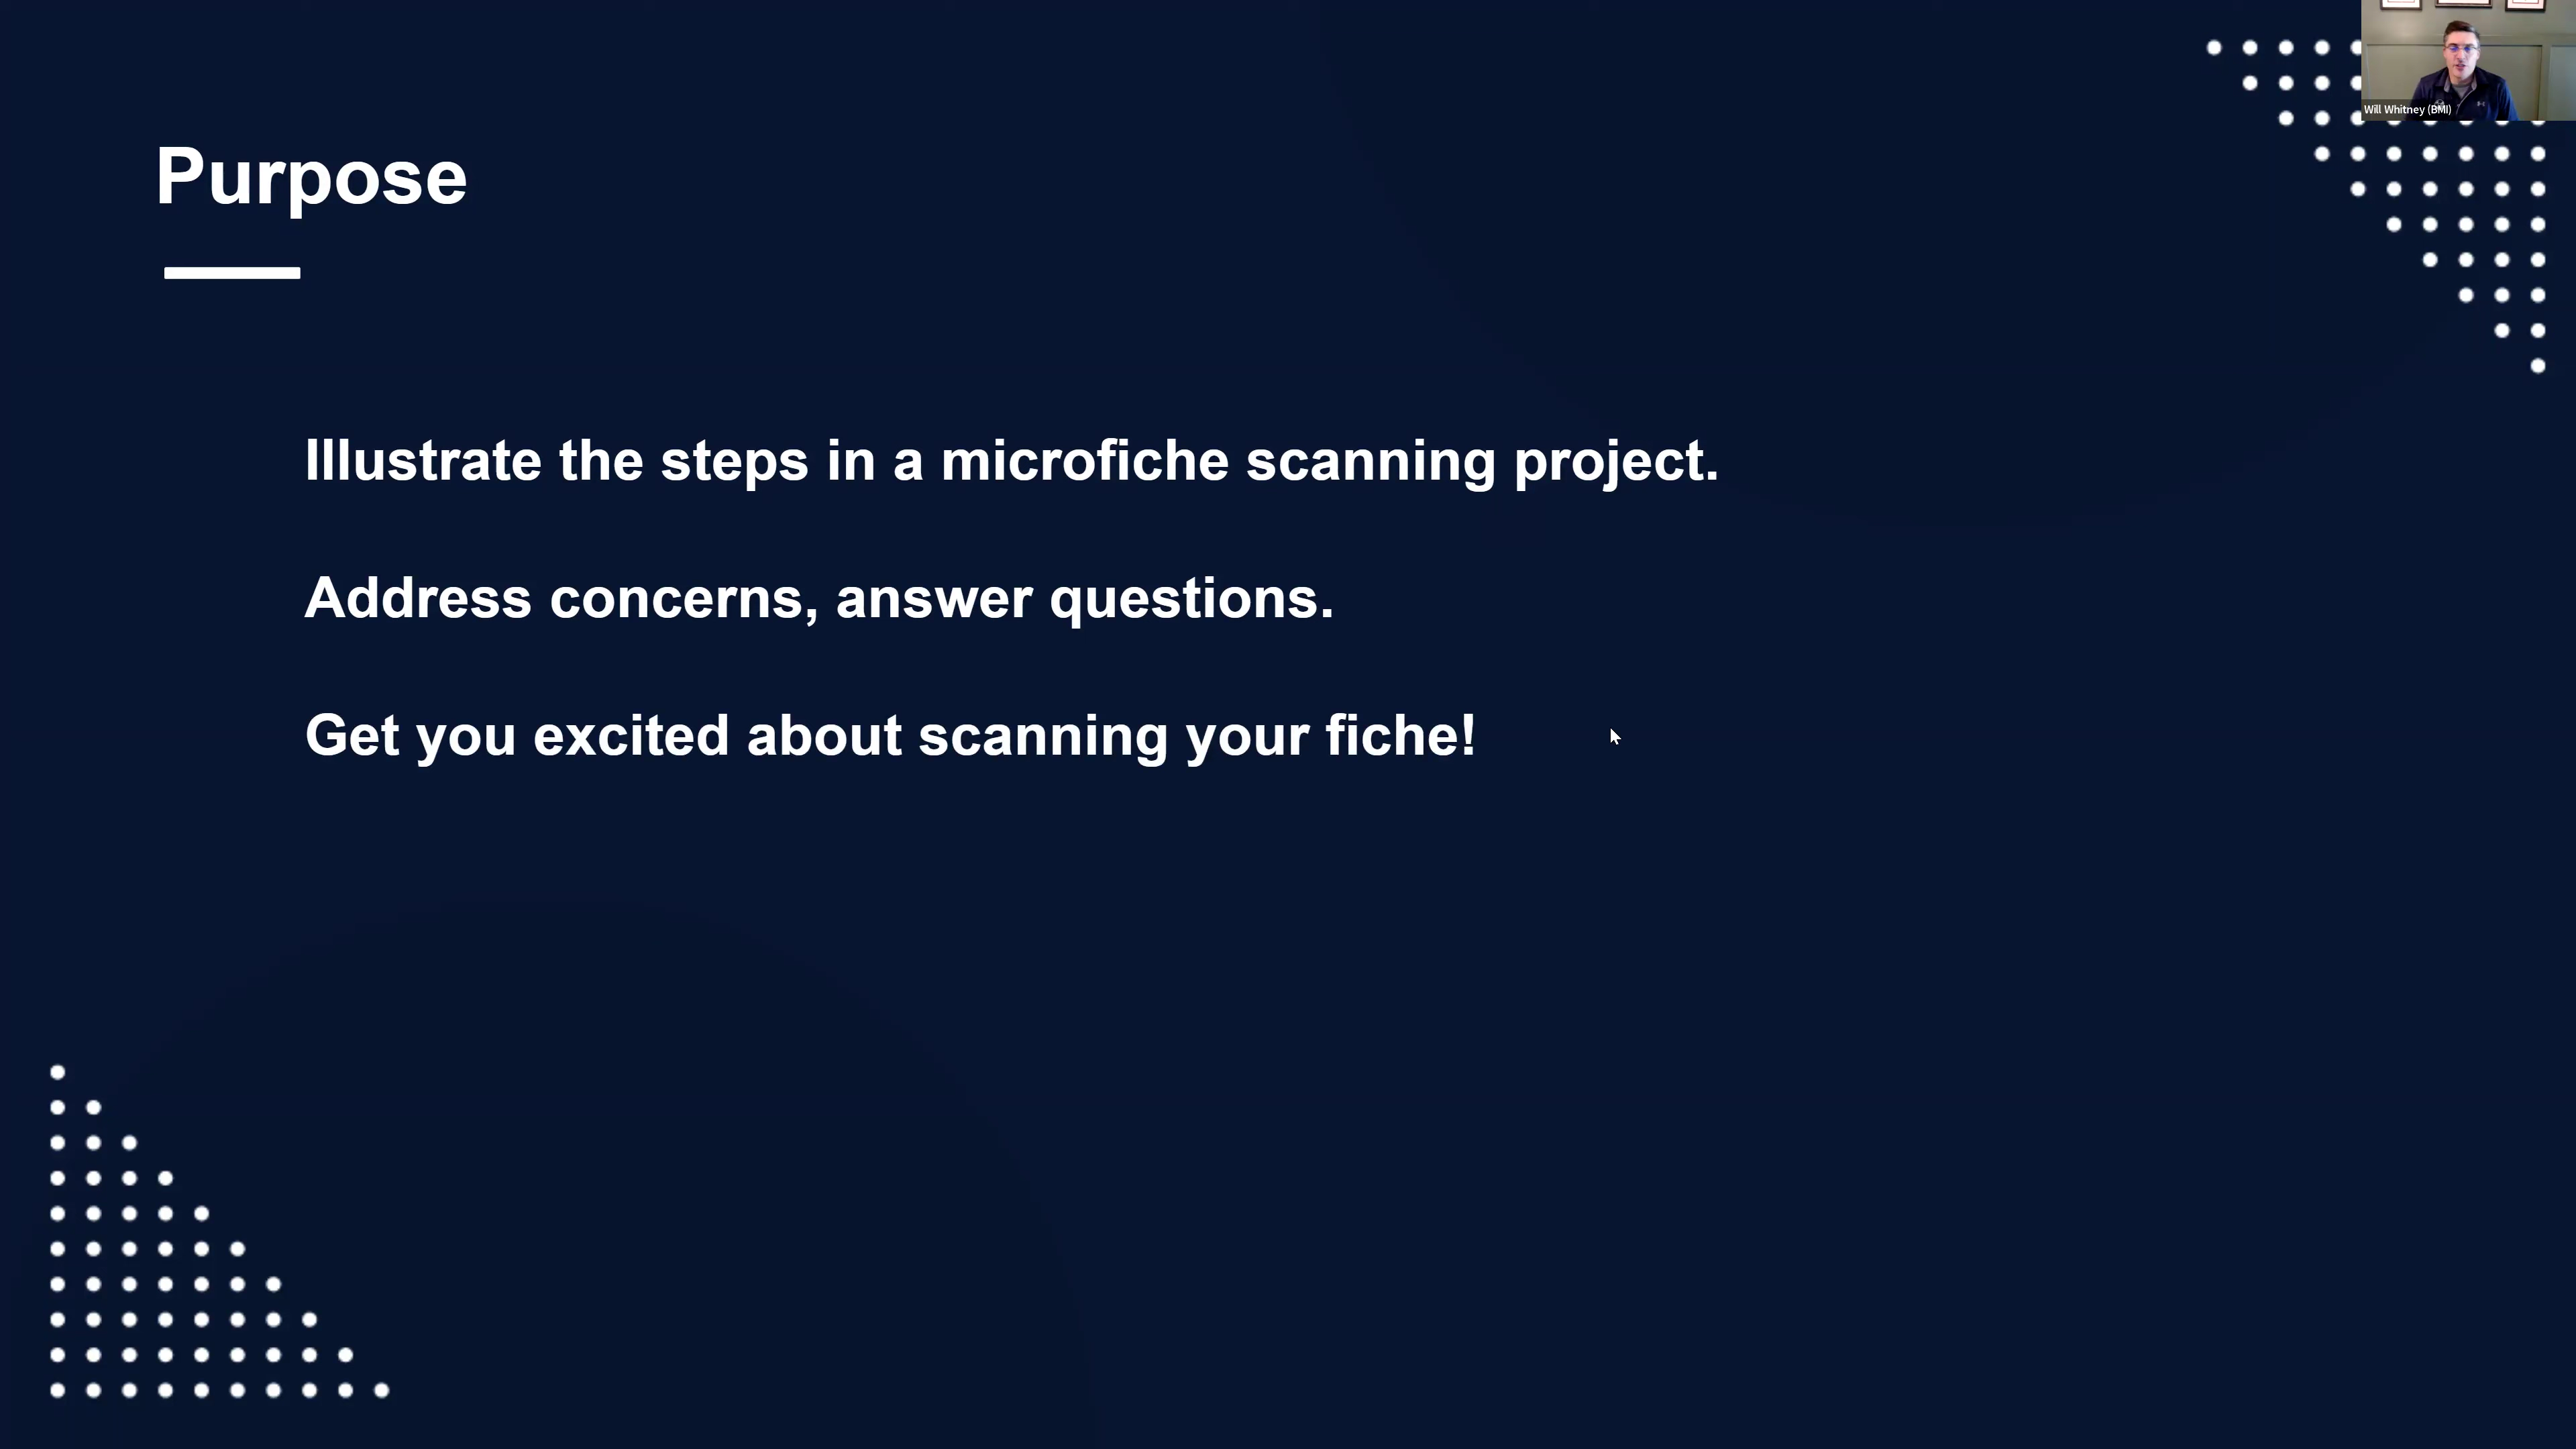 Will Whitney (BMI)
Purpose
Illustrate the steps in a microfiche scanning project.
Address concerns, answer questions.
Get you excited about scanning your fiche!